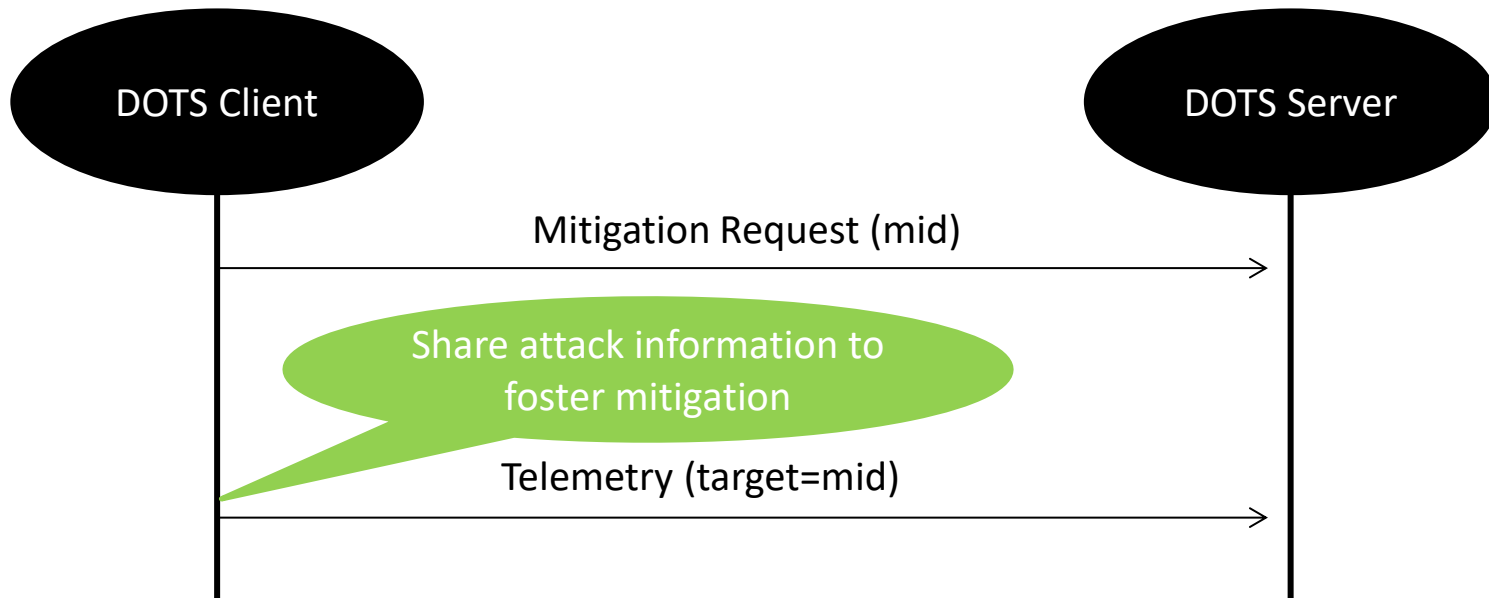 DOTS Client
DOTS Server
Mitigation Request (mid)
Share attack information to
foster mitigation
Telemetry (target=mid)